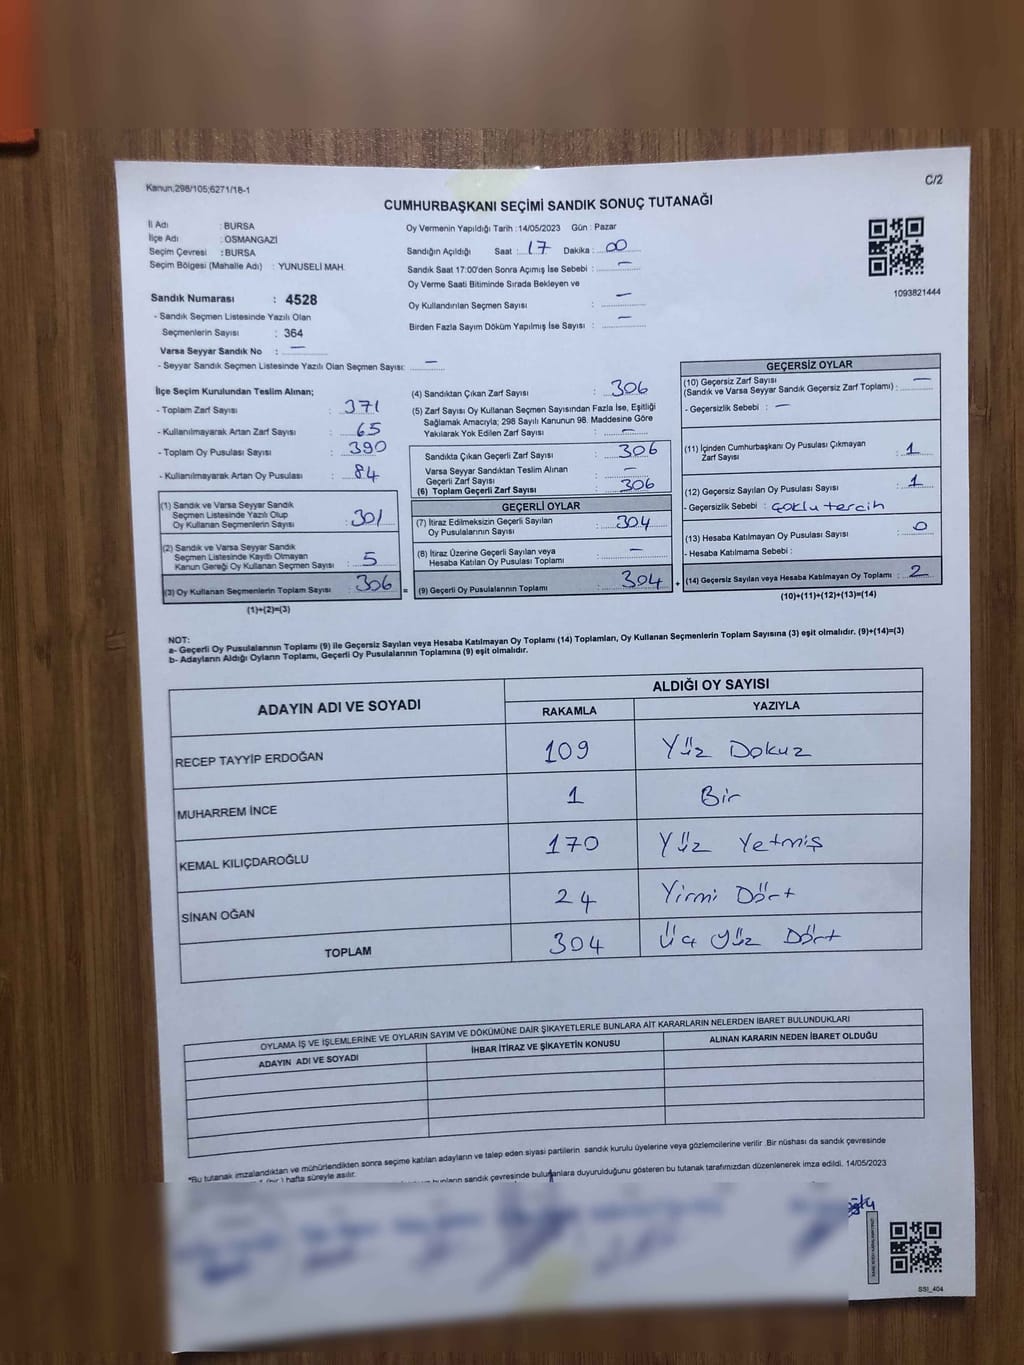 Kanun;298/105;6271/18-1
C/2
CUMHURBAŞKANI SEÇİMİ SANDIK SONUÇ TUTANAĞI
İl Adı : BURSA
İlçe Adı : OSMANGAZİ
Seçim Çevresi : BURSA
Seçim Bölgesi (Mahalle Adı) : YUNUSELİ MAH.
Sandık Numarası : 4528
- Sandık Seçmen Listesinde Yazılı Olan
Seçmenlerin Sayısı : 364
Varsa Seyyar Sandık No : —
- Seyyar Sandık Seçmen Listesinde Yazılı Olan Seçmen Sayısı: —
Oy Vermenin Yapıldığı Tarih : 14/05/2023 Gün : Pazar
Sandığın Açıldığı Saat : 17 Dakika : 00
Sandık Saat 17:00'den Sonra Açımış İse Sebebi : —
Oy Verme Saati Bitiminde Sırada Bekleyen ve
Oy Kullandırılan Seçmen Sayısı : —
Birden Fazla Sayım Döküm Yapılmış İse Sayısı : —
1093821444
İlçe Seçim Kurulundan Teslim Alınan;
- Toplam Zarf Sayısı : 371
- Kullanılmayarak Artan Zarf Sayısı : 65
- Toplam Oy Pusulası Sayısı : 390
- Kullanılmayarak Artan Oy Pusulası : 84
(1) Sandık ve Varsa Seyyar Sandık
Seçmen Listesinde Yazılı Olup
Oy Kullanan Seçmenlerin Sayısı : 301
(2) Sandık ve Varsa Seyyar Sandık
Seçmen Listesinde Kayıtlı Olmayan
Kanun Gereği Oy Kullanan Seçmen Sayısı : 5
(3) Oy Kullanan Seçmenlerin Toplam Sayısı : 306 =
(1)+(2)=(3)
(4) Sandıktan Çıkan Zarf Sayısı : 306
(5) Zarf Sayısı Oy Kullanan Seçmen Sayısından Fazla İse, Eşitliği
Sağlamak Amacıyla; 298 Sayılı Kanunun 98. Maddesine Göre
Yakılarak Yok Edilen Zarf Sayısı : —
Sandıkta Çıkan Geçerli Zarf Sayısı : 306
Varsa Seyyar Sandıktan Teslim Alınan
Geçerli Zarf Sayısı : —
(6) Toplam Geçerli Zarf Sayısı : 306
GEÇERLİ OYLAR
(7) İtiraz Edilmeksizin Geçerli Sayılan
Oy Pusulalarının Sayısı : 304
(8) İtiraz Üzerine Geçerli Sayılan veya
Hesaba Katılan Oy Pusulası Toplamı : —
(9) Geçerli Oy Pusulalarının Toplamı : 304 +
GEÇERSİZ OYLAR
(10) Geçersiz Zarf Sayısı
(Sandık ve Varsa Seyyar Sandık Geçersiz Zarf Toplamı) : —
- Geçersizlik Sebebi : —
(11) İçinden Cumhurbaşkanı Oy Pusulası Çıkmayan
Zarf Sayısı : 1
(12) Geçersiz Sayılan Oy Pusulası Sayısı : 1
- Geçersizlik Sebebi : çoklu tercih
(13) Hesaba Katılmayan Oy Pusulası Sayısı : 0
- Hesaba Katılmama Sebebi :
(14) Geçersiz Sayılan veya Hesaba Katılmayan Oy Toplamı : 2
(10)+(11)+(12)+(13)=(14)
NOT:
a- Geçerli Oy Pusulalarının Toplamı (9) ile Geçersiz Sayılan veya Hesaba Katılmayan Oy Toplamı (14) Toplamları, Oy Kullanan Seçmenlerin Toplam Sayısına (3) eşit olmalıdır. (9)+(14)=(3)
b- Adayların Aldığı Oyların Toplamı, Geçerli Oy Pusulalarının Toplamına (9) eşit olmalıdır.
ADAYIN ADI VE SOYADI
ALDIĞI OY SAYISI
RAKAMLA YAZIYLA
RECEP TAYYİP ERDOĞAN 109 Yüz Dokuz
MUHARREM İNCE 1 Bir
KEMAL KILIÇDAROĞLU 170 Yüz Yetmiş
SİNAN OĞAN 24 Yirmi Dört
TOPLAM 304 Üç yüz Dört
OYLAMA İŞ VE İŞLEMLERİNE VE OYLARIN SAYIM VE DÖKÜMÜNE DAİR ŞİKAYETLERLE BUNLARA AİT KARARLARIN NELERDEN İBARET BULUNDUKLARI
ADAYIN ADI VE SOYADI İHBAR İTİRAZ VE ŞİKAYETİN KONUSU ALINAN KARARIN NEDEN İBARET OLDUĞU
*Bu tutanak imzalandıktan ve mühürlendikten sonra seçime katılan adayların ve talep eden siyasi partilerin sandık kurulu üyelerine veya gözlemcilerine verilir .Bir nüshası da sandık çevresinde
hafta süreyle asılır.
sandık çevresinde bulunanlara duyurulduğunu gösteren bu tutanak tarafımızdan düzenlenerek imza edildi. 14/05/2023
SSI_404